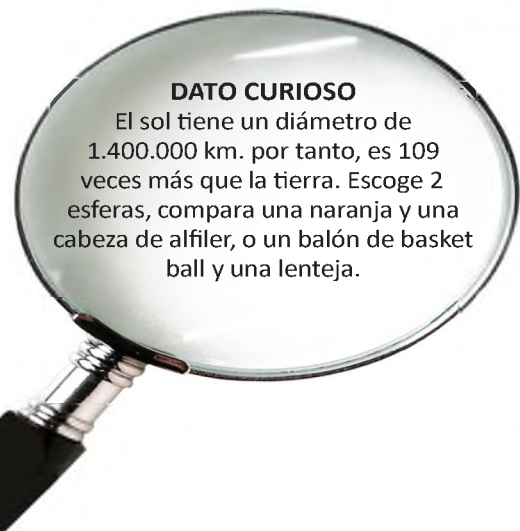 DATO CURIOSO
El sol tiene un diámetro de
1.400.000 km. por tanto, es 109
veces más que la tierra. Escoge 2
esferas, compara una naranja y una
cabeza de alfiler, o un balón de basket
ball y una lenteja.